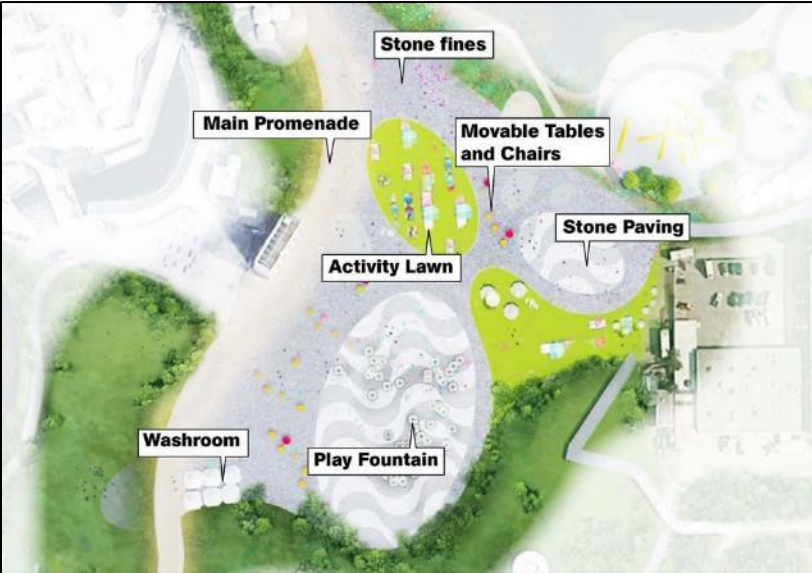 Stone fines
Main Promenade
Movable Tables
and Chairs
Stone Paving
Activity Lawn
Washroom
Play Fountain